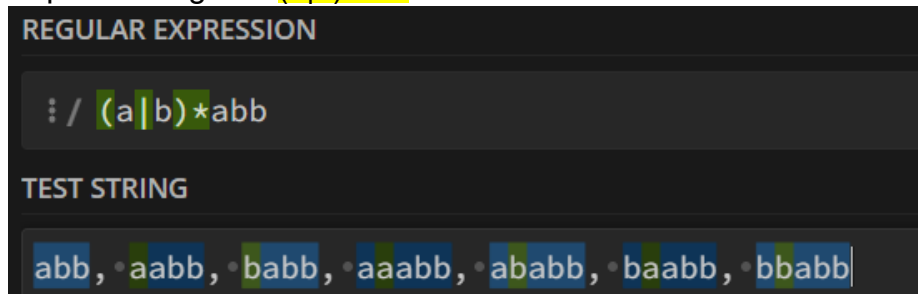 REGULAR EXPRESSION
⋮ / (a|b)*abb
TEST STRING
abb, aabb, babb, aaabb, ababb, baabb, bbabb